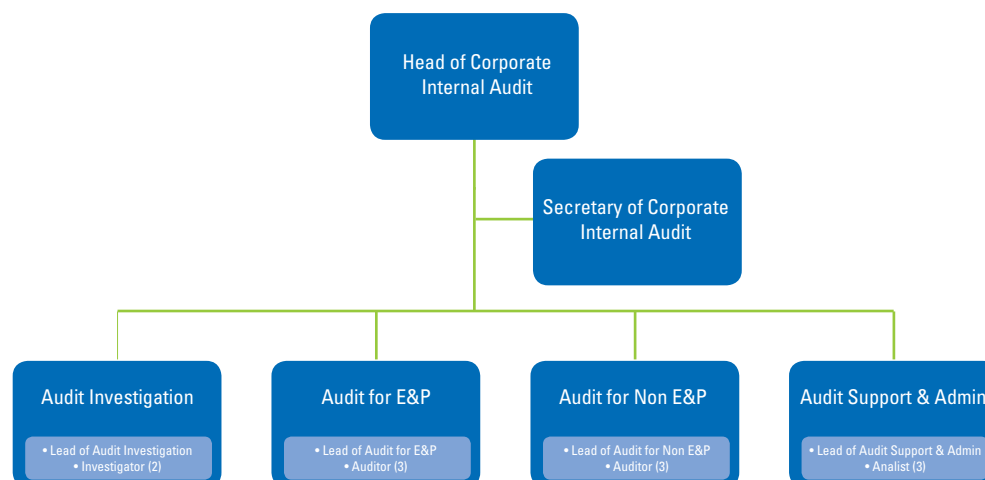 Head of Corporate
Internal Audit
Secretary of Corporate
Internal Audit
Audit Investigation
• Lead of Audit Investigation
• Investigator (2)
Audit for E&P
• Lead of Audit for E&P
• Auditor (3)
Audit for Non E&P
• Lead of Audit for Non E&P
• Auditor (3)
Audit Support & Admin
• Lead of Audit Support & Admin
• Analist (3)